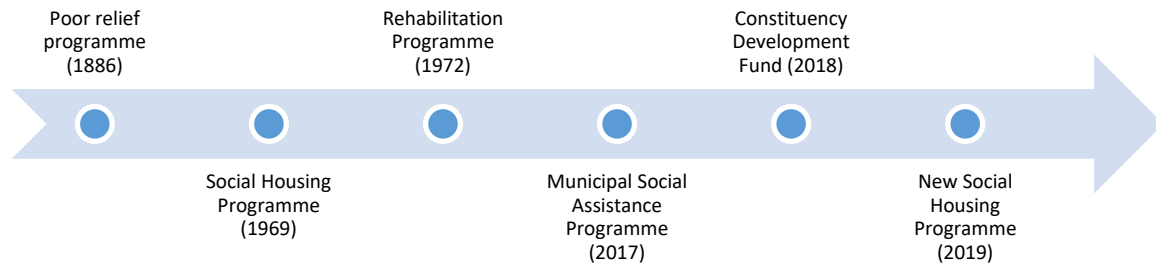 Poor relief
programme
(1886)
Social Housing
Programme
(1969)
Rehabilitation
Programme
(1972)
Municipal Social
Assistance
Programme
(2017)
Constituency
Development
Fund (2018)
New Social
Housing
Programme
(2019)